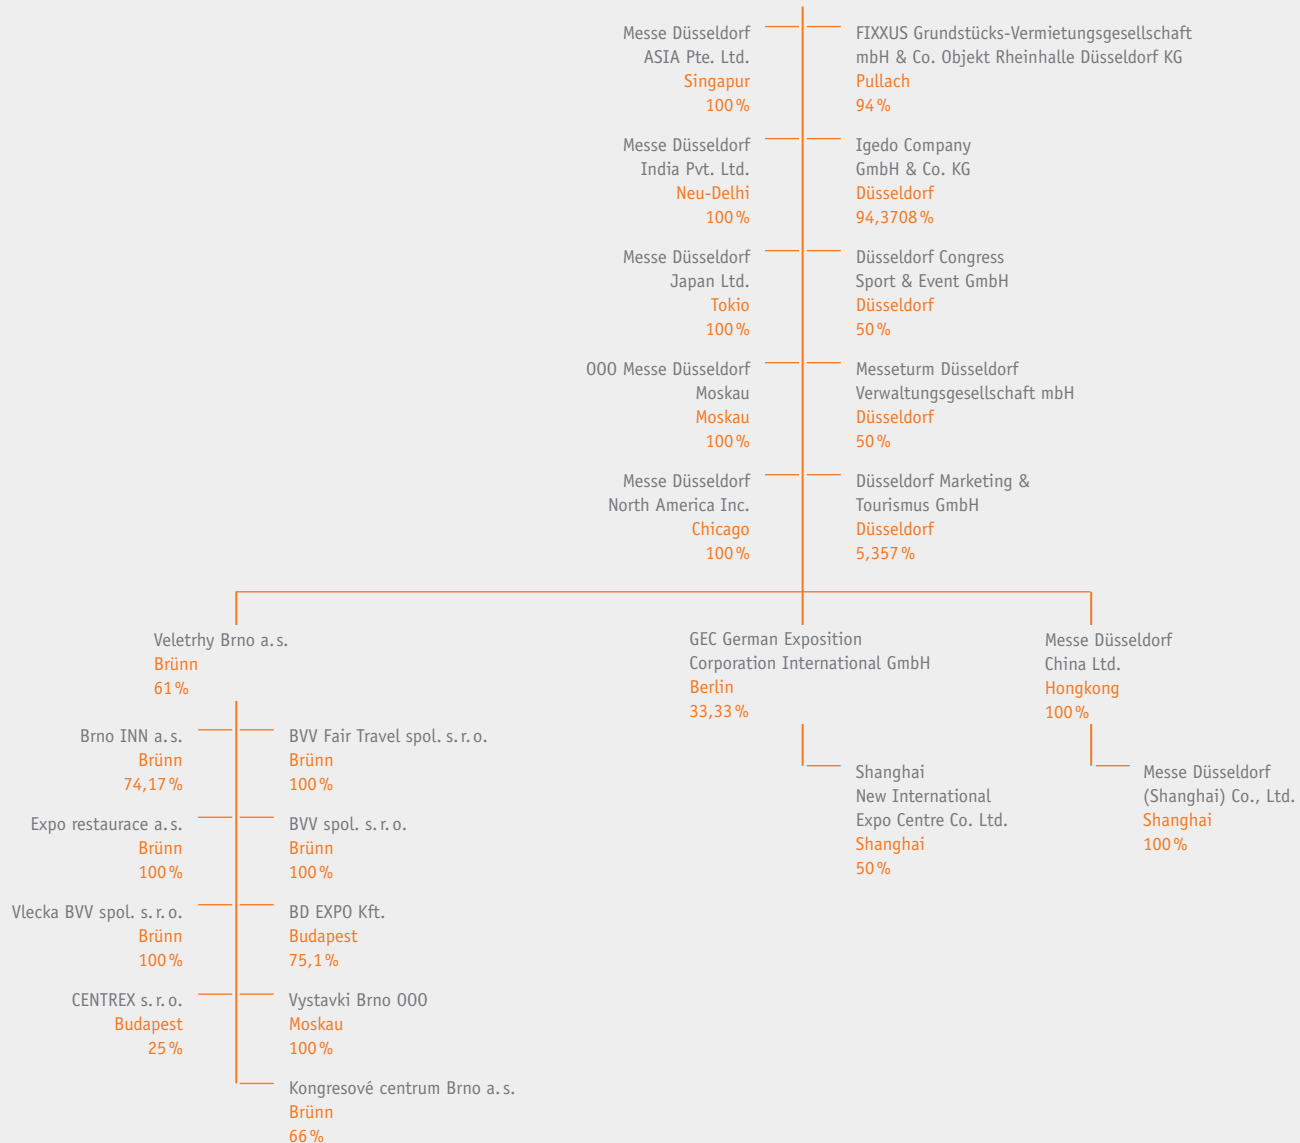 Messe Düsseldorf
ASIA Pte. Ltd.
Singapur
100 %
FIXXUS Grundstücks-Vermietungsgesellschaft
mbH & Co. Objekt Rheinhalle Düsseldorf KG
Pullach
94 %
Messe Düsseldorf
India Pvt. Ltd.
Neu-Delhi
100 %
Igedo Company
GmbH & Co. KG
Düsseldorf
94,3708 %
Messe Düsseldorf
Japan Ltd.
Tokio
100 %
Düsseldorf Congress
Sport & Event GmbH
Düsseldorf
50 %
OOO Messe Düsseldorf
Moskau
Moskau
100 %
Messeturm Düsseldorf
Verwaltungsgesellschaft mbH
Düsseldorf
50 %
Messe Düsseldorf
North America Inc.
Chicago
100 %
Düsseldorf Marketing &
Tourismus GmbH
Düsseldorf
5,357 %
Veletrhy Brno a. s.
Brünn
61 %
GEC German Exposition
Corporation International GmbH
Berlin
33,33 %
Messe Düsseldorf
China Ltd.
Hongkong
100 %
Brno INN a. s.
Brünn
74,17 %
BVV Fair Travel spol. s. r. o.
Brünn
100 %
Shanghai
New International
Expo Centre Co. Ltd.
Shanghai
50 %
Messe Düsseldorf
(Shanghai) Co., Ltd.
Shanghai
100 %
Expo restaurace a. s.
Brünn
100 %
BVV spol. s. r. o.
Brünn
100 %
Vlecka BVV spol. s. r. o.
Brünn
100 %
BD EXPO Kft.
Budapest
75,1 %
CENTREX s. r. o.
Budapest
25 %
Vystavki Brno OOO
Moskau
100 %
Kongresové centrum Brno a. s.
Brünn
66 %